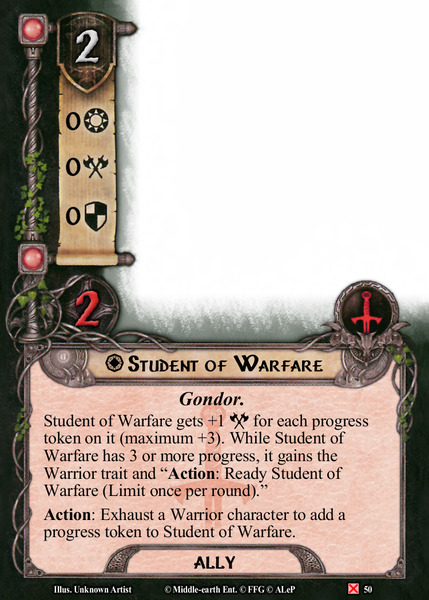 2
0
0
0
2
Student of Warfare
Gondor.
Student of Warfare gets +1 for each progress
token on it (maximum +3). While Student of
Warfare has 3 or more progress, it gains the
Warrior trait and “Action: Ready Student of
Warfare (Limit once per round).”
Action: Exhaust a Warrior character to add a
progress token to Student of Warfare.
ALLY
Illus. Unknown Artist © Middle-earth Ent. © FFG © ALeP 50